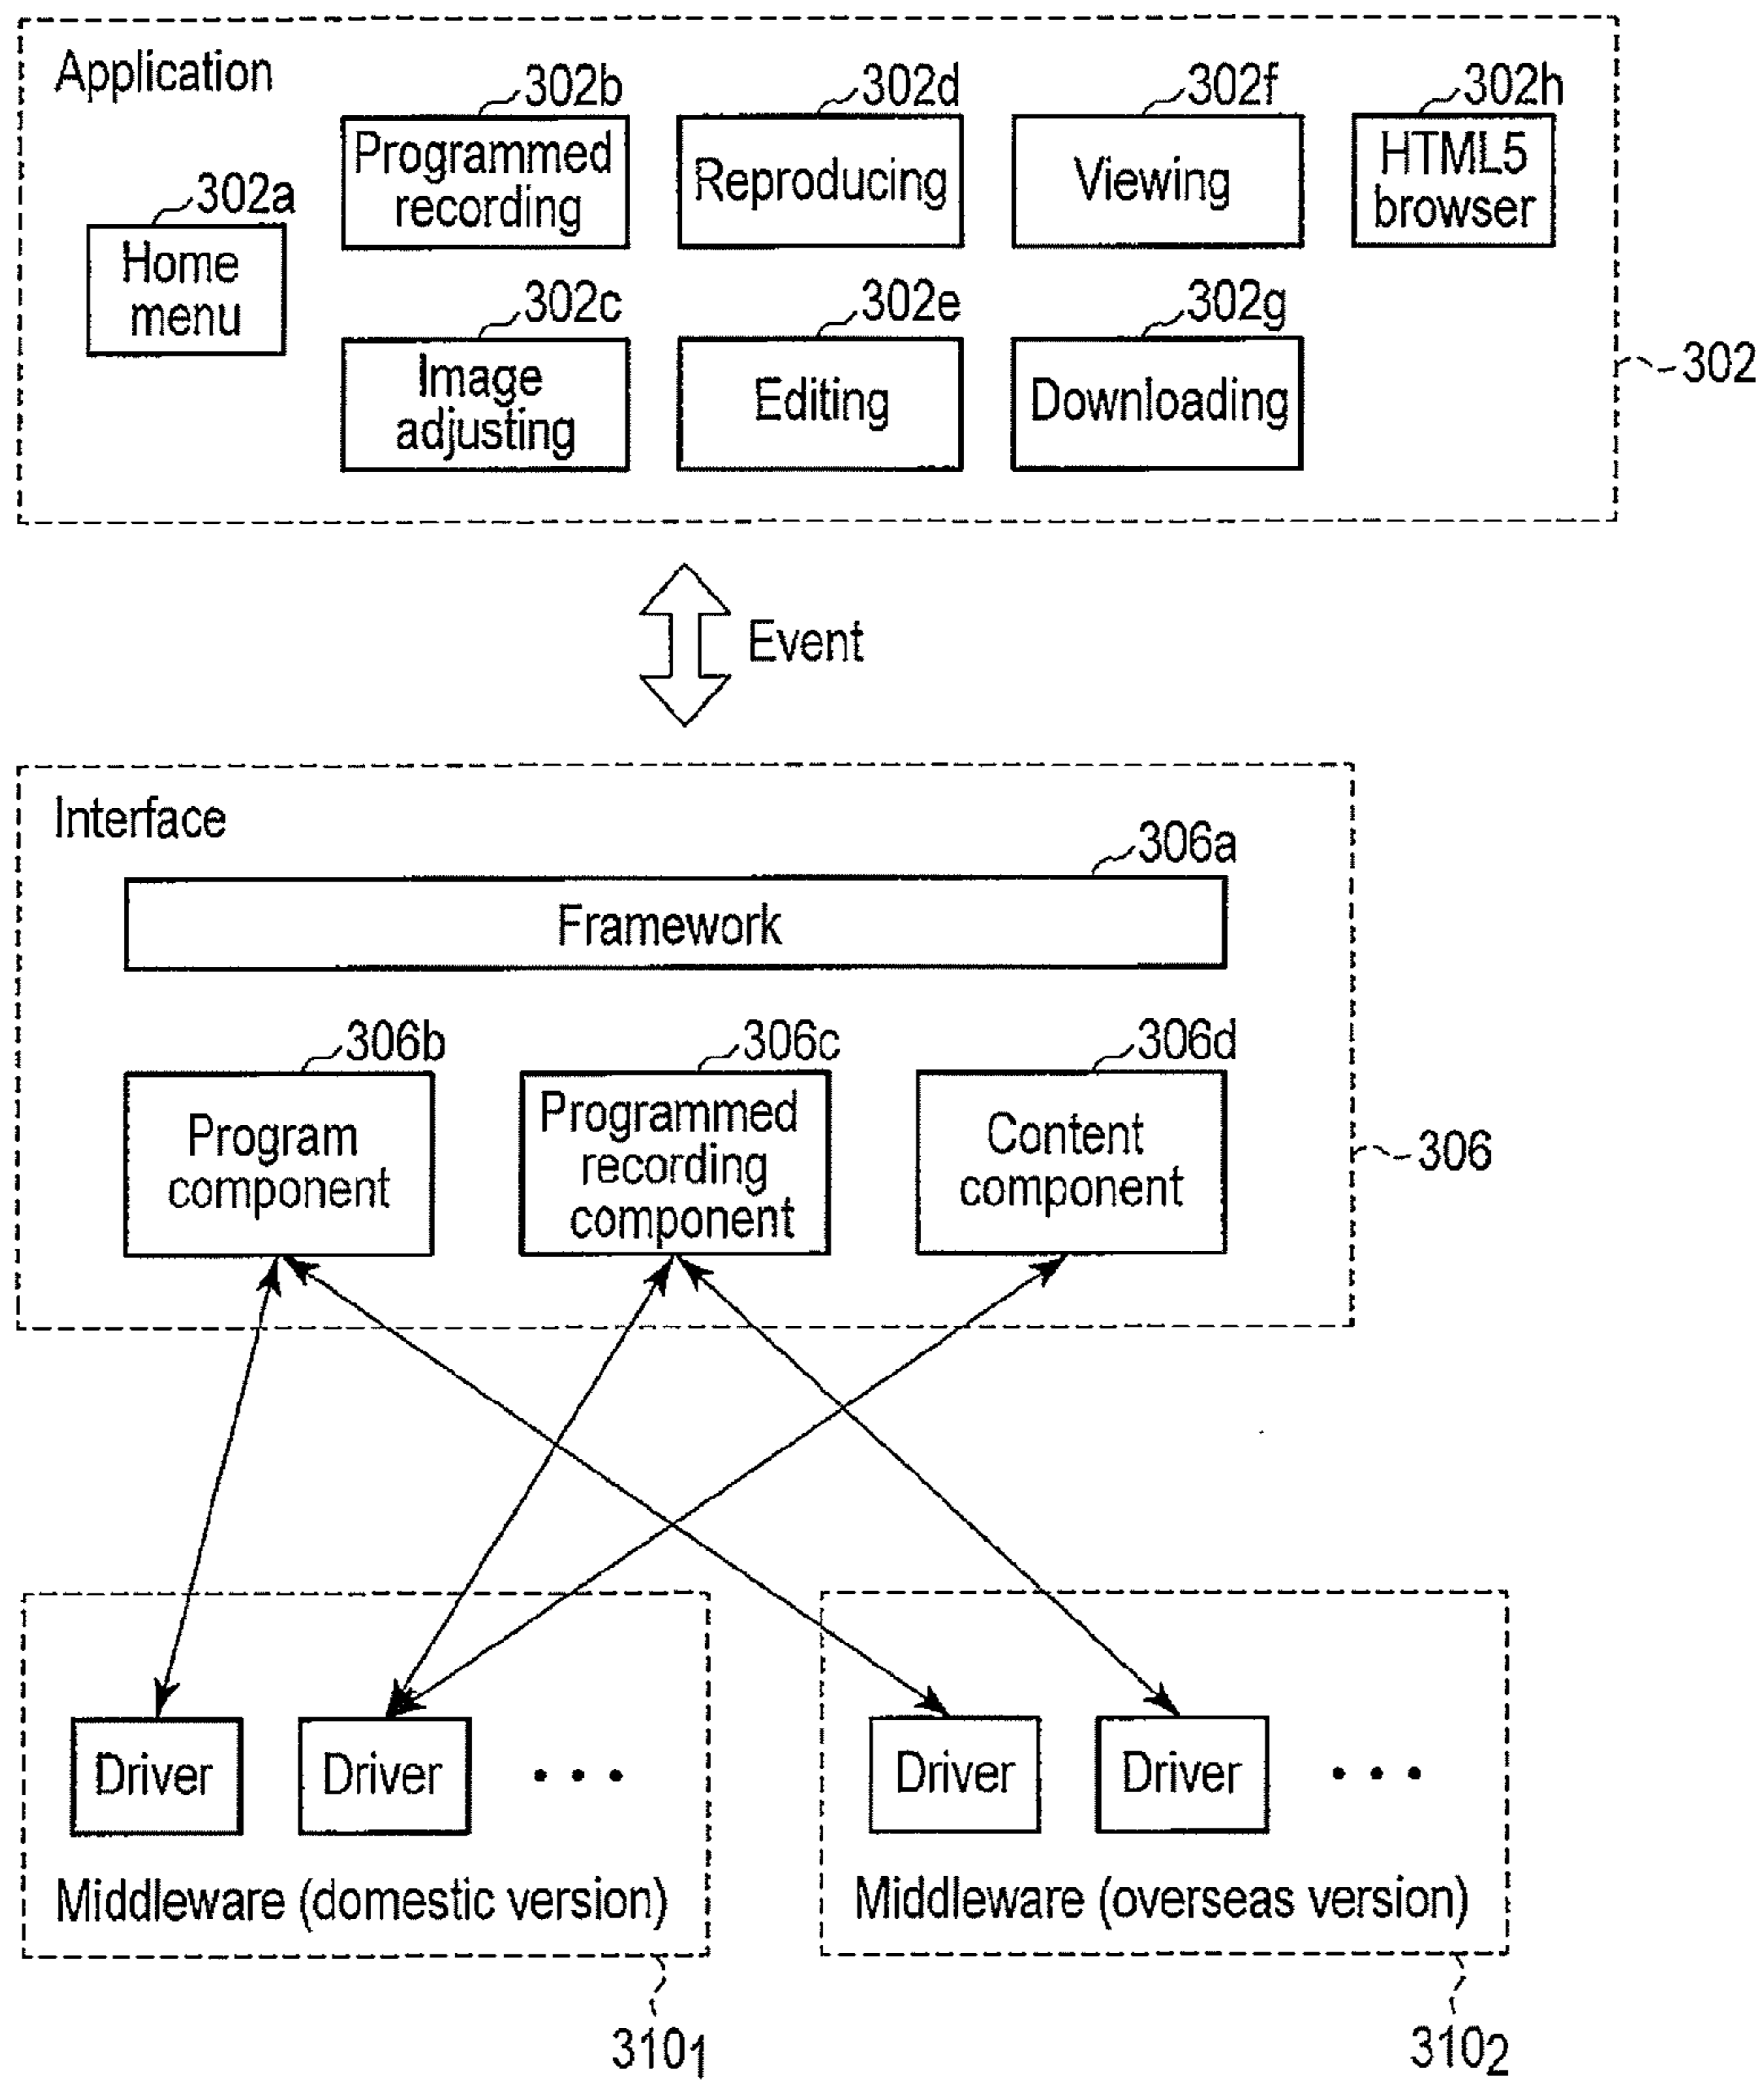 Application
302a
Home
menu
302b
Programmed
recording
302c
Image
adjusting
302d
Reproducing
302e
Editing
302f
Viewing
302g
Downloading
302h
HTML5
browser
302
Event
Interface
306a
Framework
306b
Program
component
306c
Programmed
recording
component
306d
Content
component
306
Driver
Driver
• • •
Middleware (domestic version)
310₁
Driver
Driver
• • •
Middleware (overseas version)
310₂